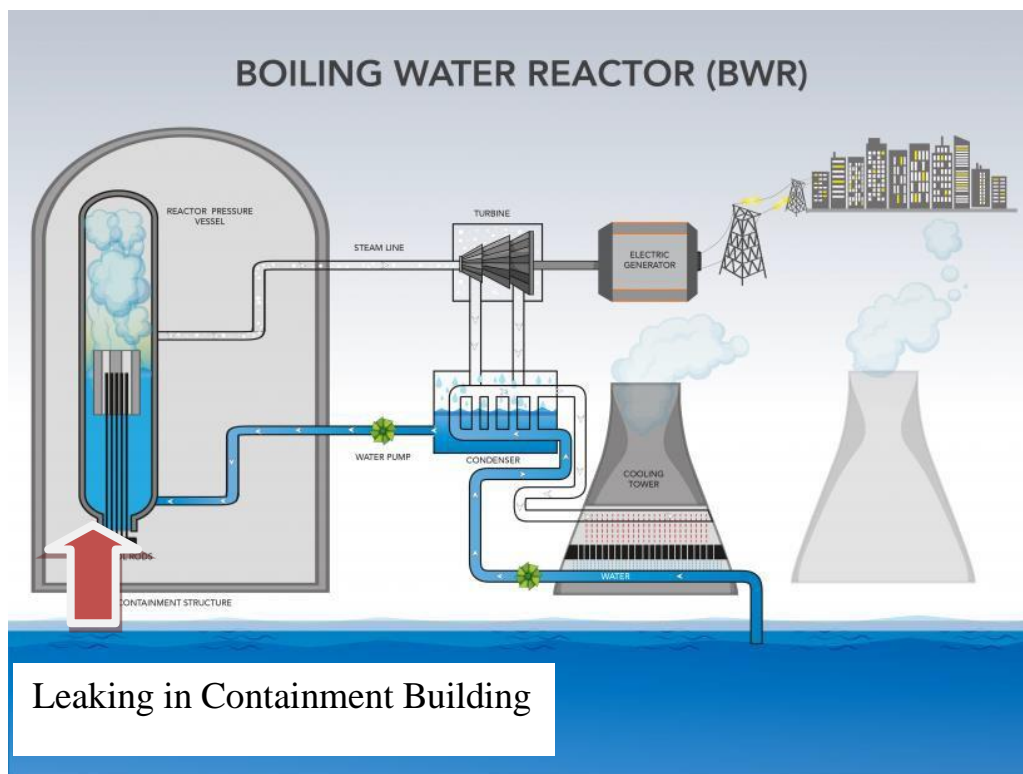 BOILING WATER REACTOR (BWR)
REACTOR PRESSURE
VESSEL
TURBINE
STEAM LINE
ELECTRIC
GENERATOR
WATER PUMP
CONDENSER
COOLING
TOWER
RODS
WATER
CONTAINMENT STRUCTURE
Leaking in Containment Building